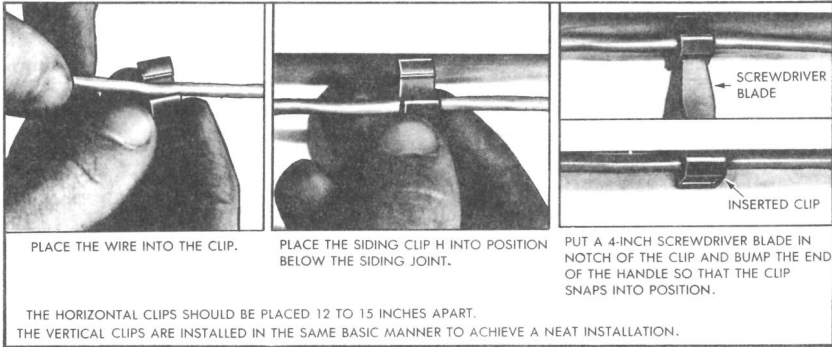 SCREWDRIVER
BLADE
INSERTED CLIP
PLACE THE WIRE INTO THE CLIP.
PLACE THE SIDING CLIP H INTO POSITION
BELOW THE SIDING JOINT.
PUT A 4-INCH SCREWDRIVER BLADE IN
NOTCH OF THE CLIP AND BUMP THE END
OF THE HANDLE SO THAT THE CLIP
SNAPS INTO POSITION.
THE HORIZONTAL CLIPS SHOULD BE PLACED 12 TO 15 INCHES APART.
THE VERTICAL CLIPS ARE INSTALLED IN THE SAME BASIC MANNER TO ACHIEVE A NEAT INSTALLATION.